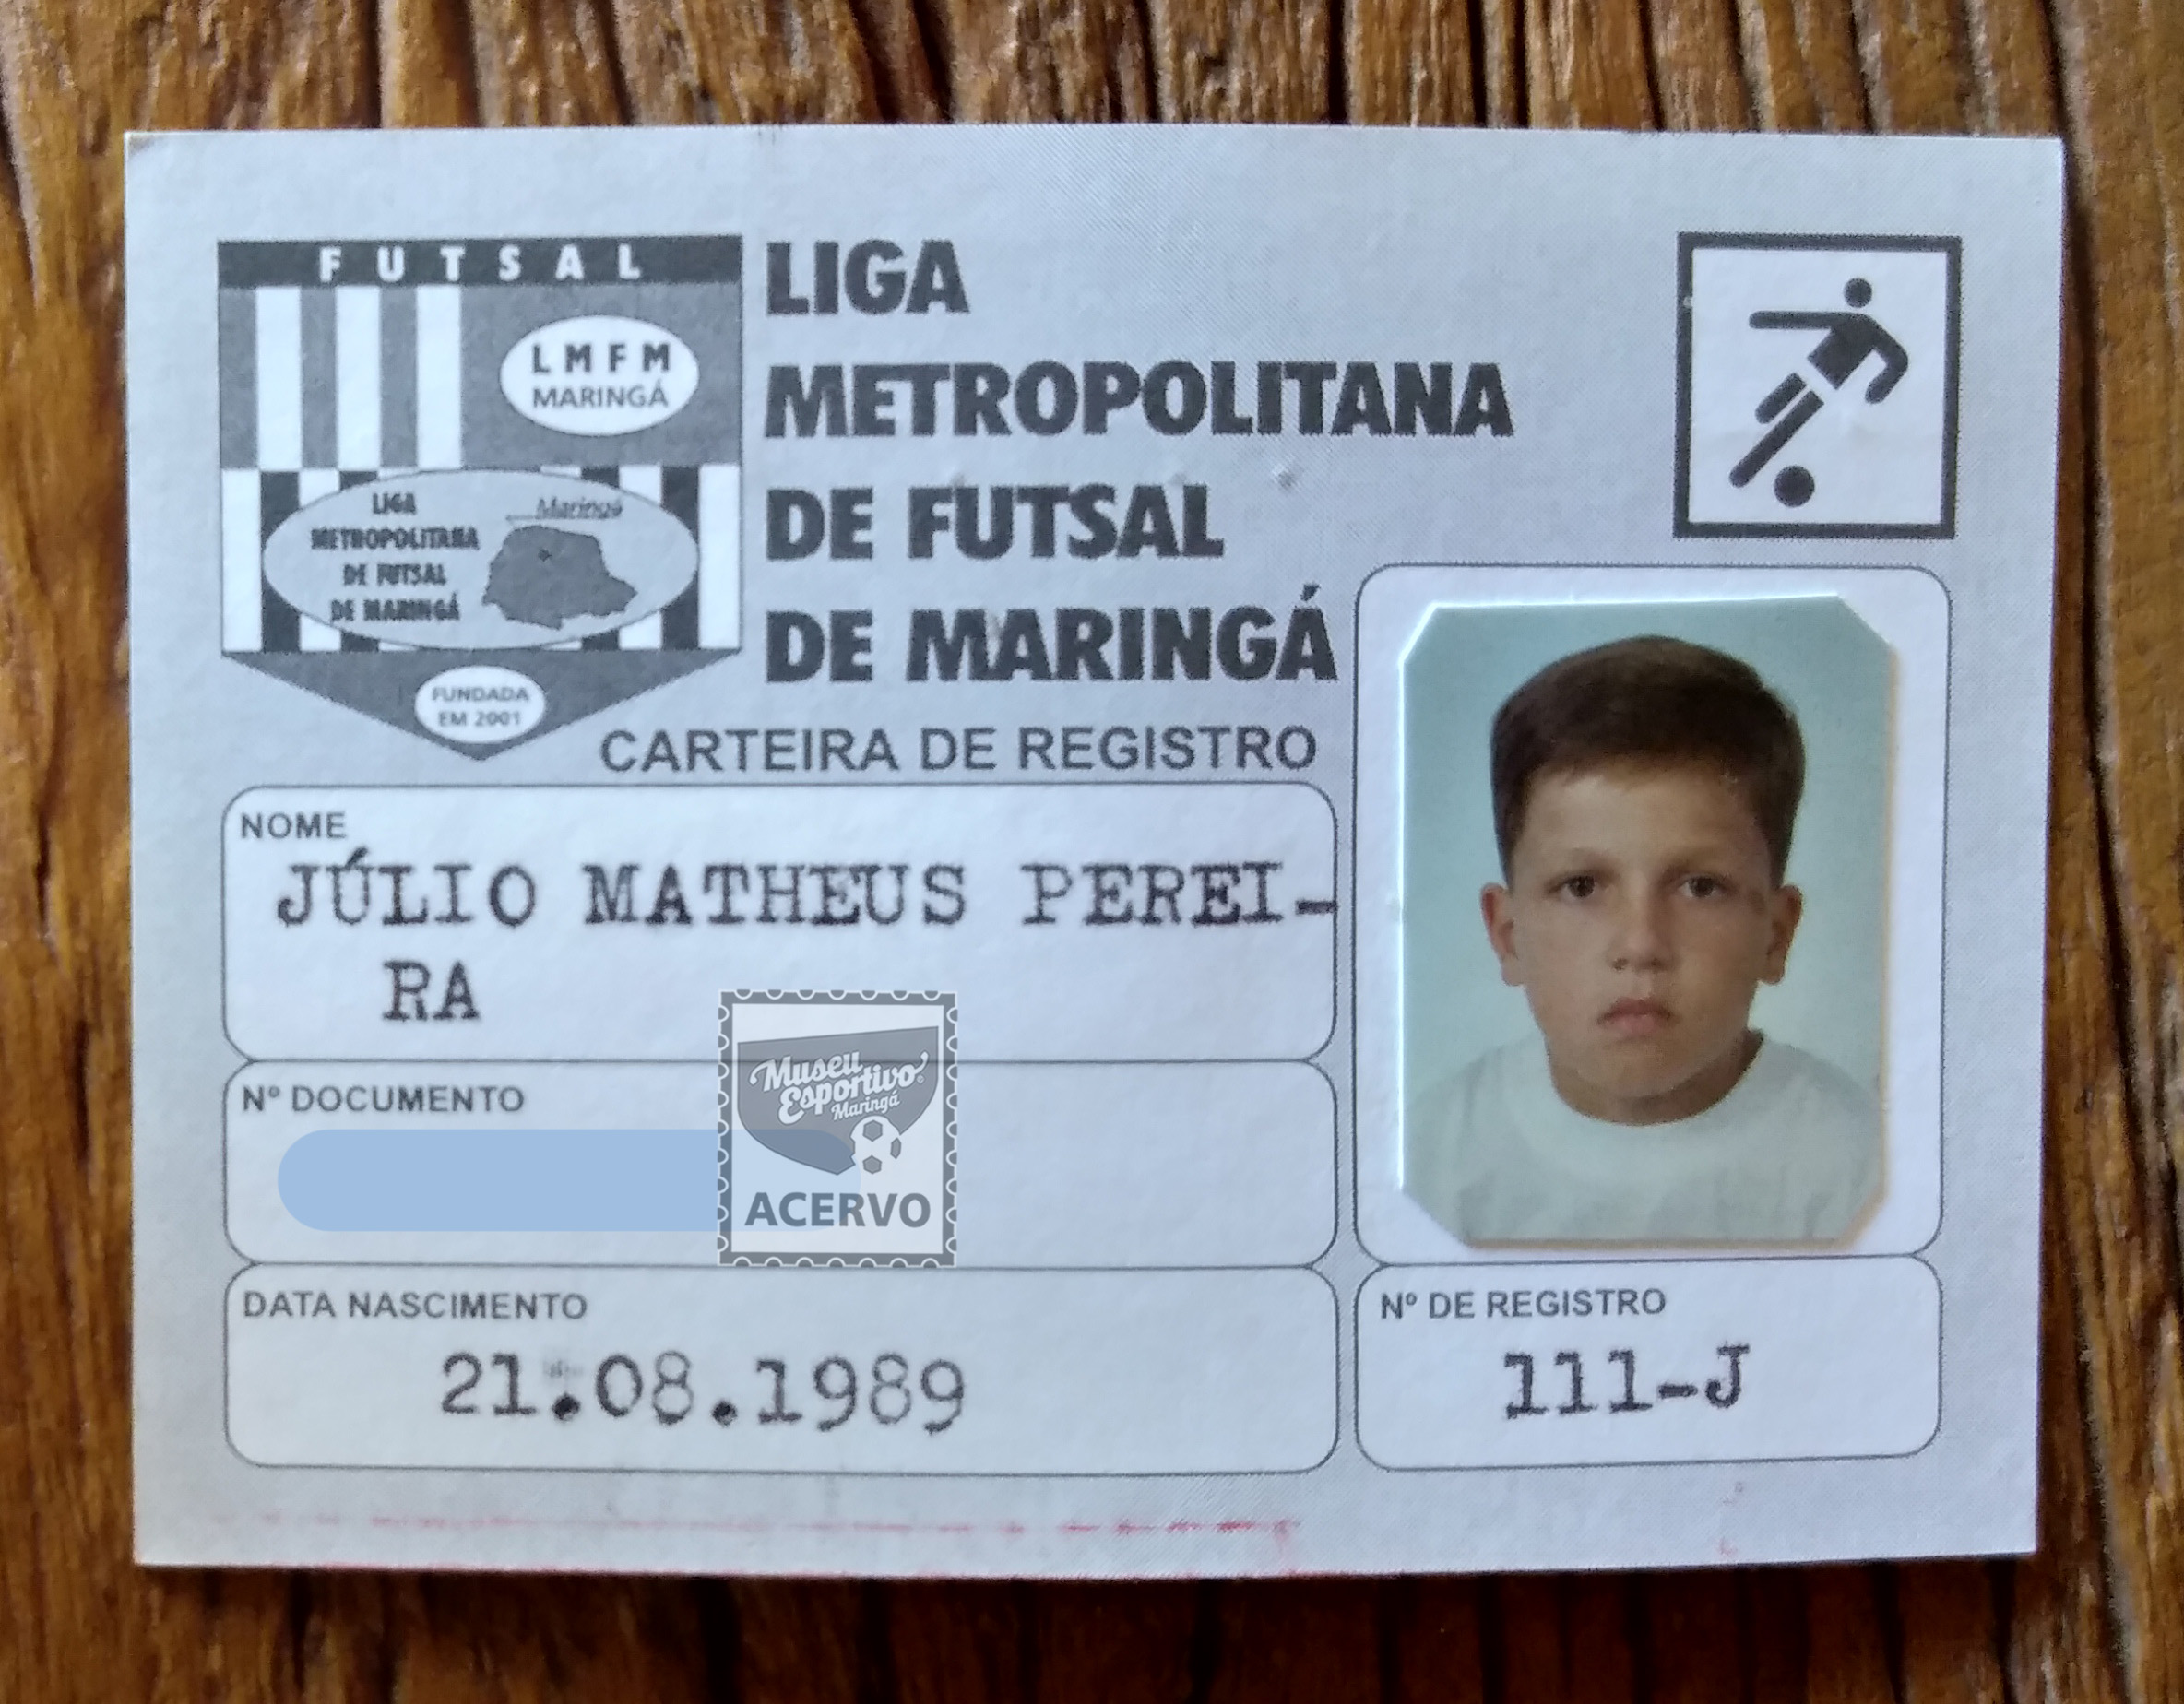 FUTSAL
LMFM
MARINGÁ
LIGA
METROPOLITANA
DE FUTSAL
DE MARINGÁ
Maringá
FUNDADA
EM 2001
LIGA
METROPOLITANA
DE FUTSAL
DE MARINGÁ
CARTEIRA DE REGISTRO
NOME
JÚLIO MATHEUS PEREI-
RA
Nº DOCUMENTO
Museu
Esportivo
Maringá
ACERVO
DATA NASCIMENTO
21.08.1989
Nº DE REGISTRO
111-J